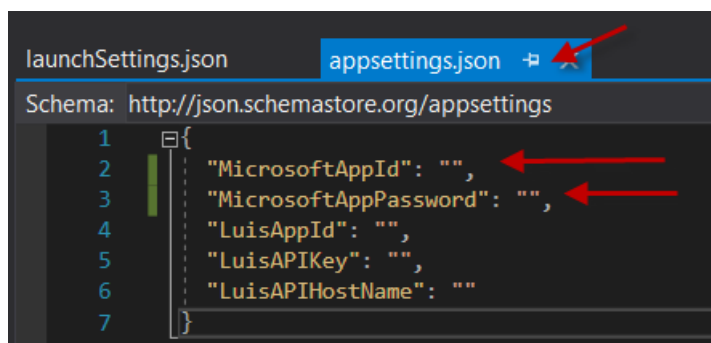 launchSettings.json appsettings.json
Schema: http://json.schemastore.org/appsettings
1 {
2 "MicrosoftAppId": "",
3 "MicrosoftAppPassword": "",
4 "LuisAppId": "",
5 "LuisAPIKey": "",
6 "LuisAPIHostName": ""
7 }